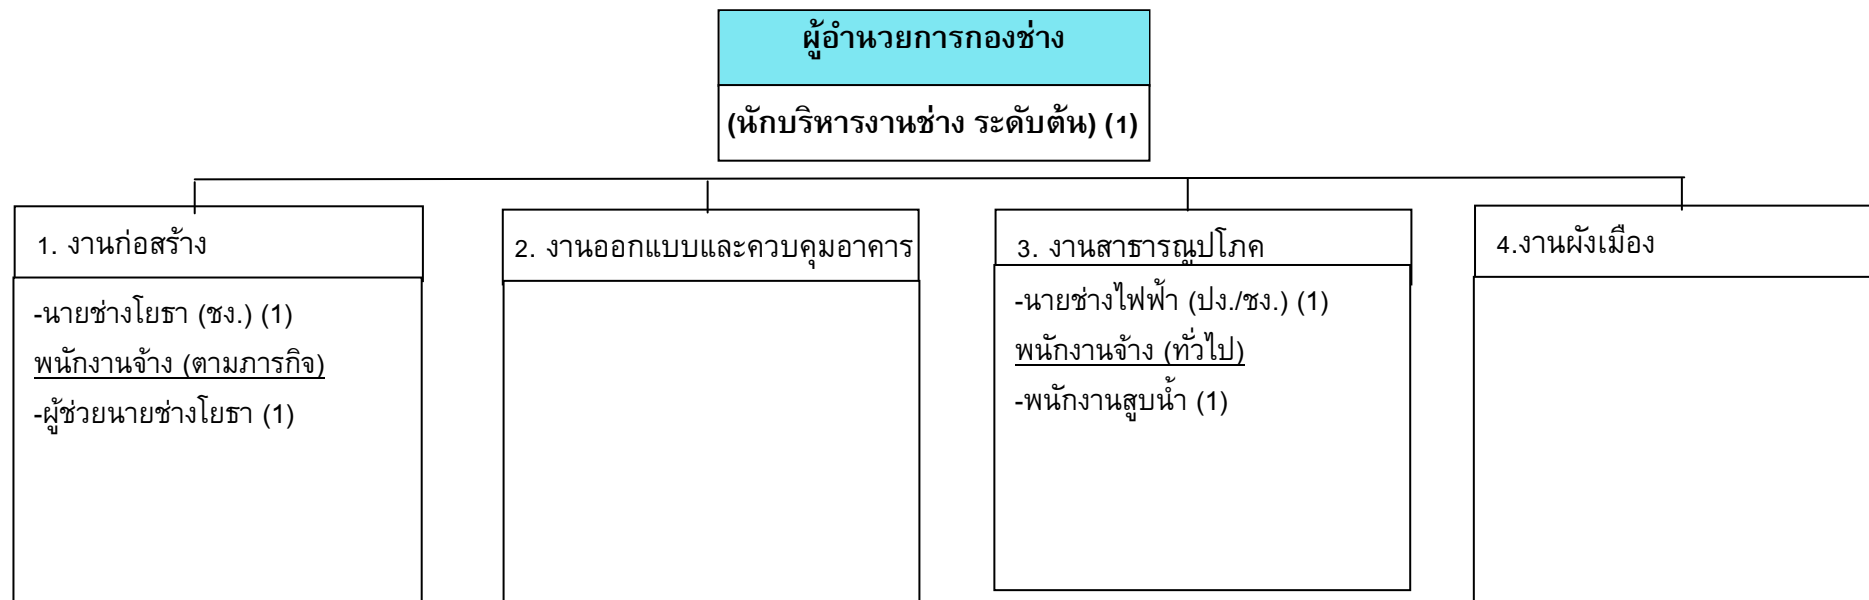 ผู้อำนวยการกองช่าง
(นักบริหารงานช่าง ระดับต้น) (1)
1. งานก่อสร้าง
-นายช่างโยธา (ชง.) (1)
พนักงานจ้าง (ตามภารกิจ)
-ผู้ช่วยนายช่างโยธา (1)
2. งานออกแบบและควบคุมอาคาร
3. งานสาธารณูปโภค
-นายช่างไฟฟ้า (ปง./ชง.) (1)
พนักงานจ้าง (ทั่วไป)
-พนักงานสูบน้ำ (1)
4.งานผังเมือง